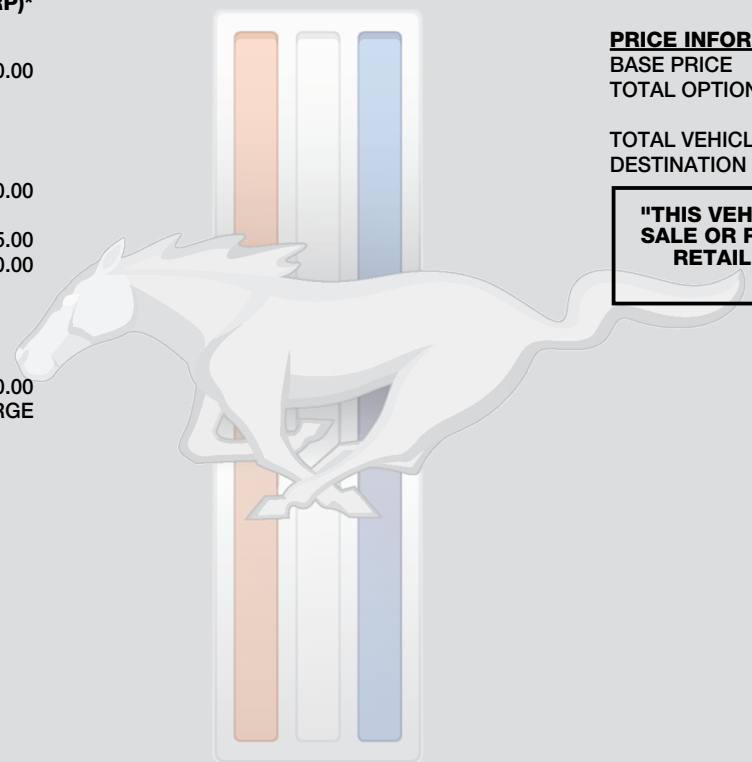 RP)*
0.00
0.00
5.00
0.00
0.00
RGE
PRICE INFOR
BASE PRICE
TOTAL OPTION
TOTAL VEHICL
DESTINATION
"THIS VEH
SALE OR F
RETAIL